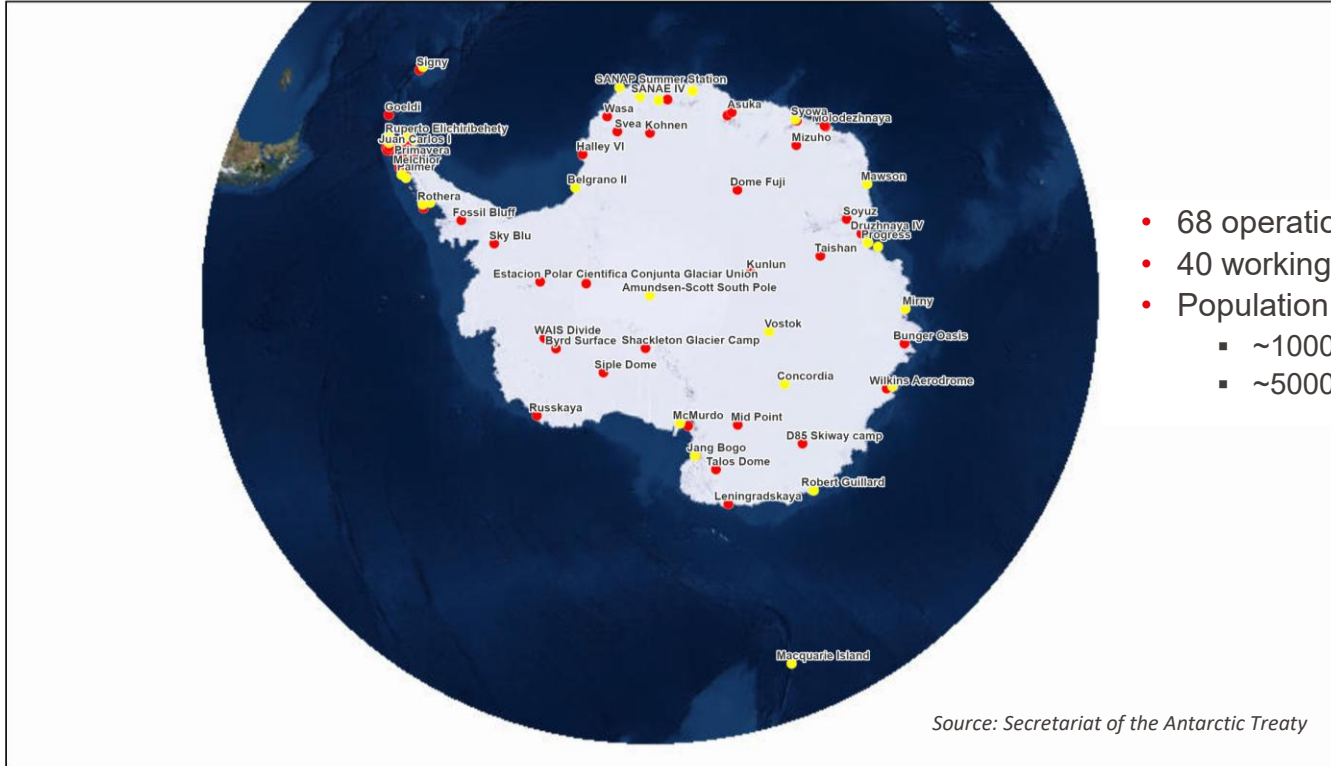 Signy
SANAP Summer Station
SANAE IV
Goeldi
Wasa
Asuka
Syowa
Molodezhnaya
Ruperto Elichiribehety
Svea
Kohnen
Juan Carlos I
Mizuho
Primavera
Halley VI
Melchior
Palmer
Belgrano II
Dome Fuji
Mawson
Rothera
Fossil Bluff
Soyuz
Druzhnaya IV
Progress
Sky Blu
Taishan
Kunlun
Estacion Polar Cientifica Conjunta Glaciar Union
Amundsen-Scott South Pole
Mirny
Vostok
WAIS Divide
Byrd Surface
Shackleton Glacier Camp
Bunger Oasis
Siple Dome
Concordia
Wilkins Aerodrome
Russkaya
McMurdo
Mid Point
D85 Skiway camp
Jang Bogo
Talos Dome
Robert Guillard
Leningradskaya
Macquarie Island
• 68 operatio
• 40 working
• Population
▪ ~1000
▪ ~5000
Source: Secretariat of the Antarctic Treaty